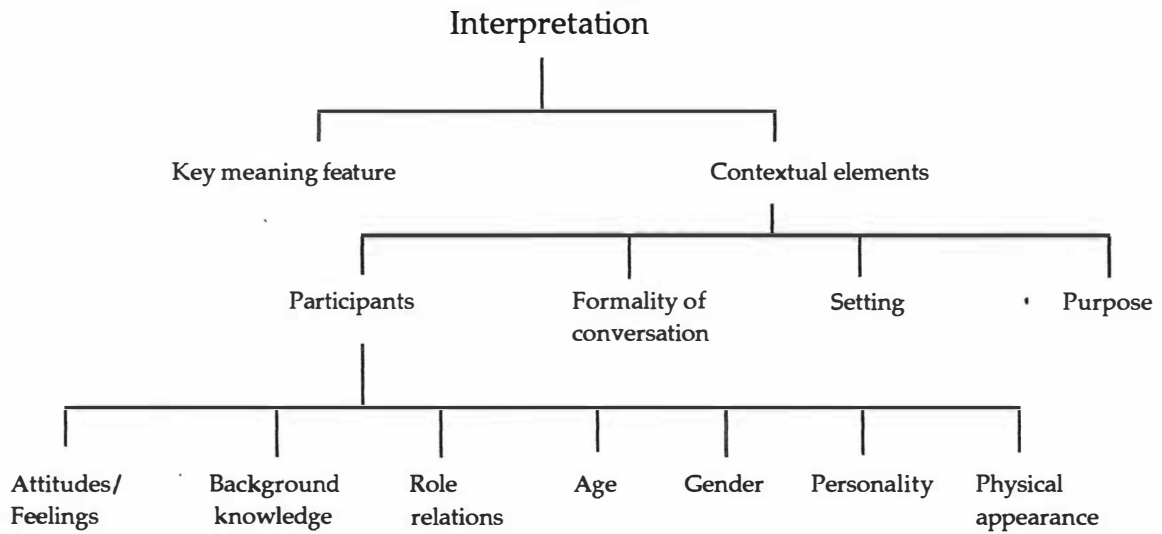 Interpretation
Key meaning feature Contextual elements
Participants Formality of conversation Setting Purpose
Attitudes/ Feelings Background knowledge Role relations Age Gender Personality Physical appearance